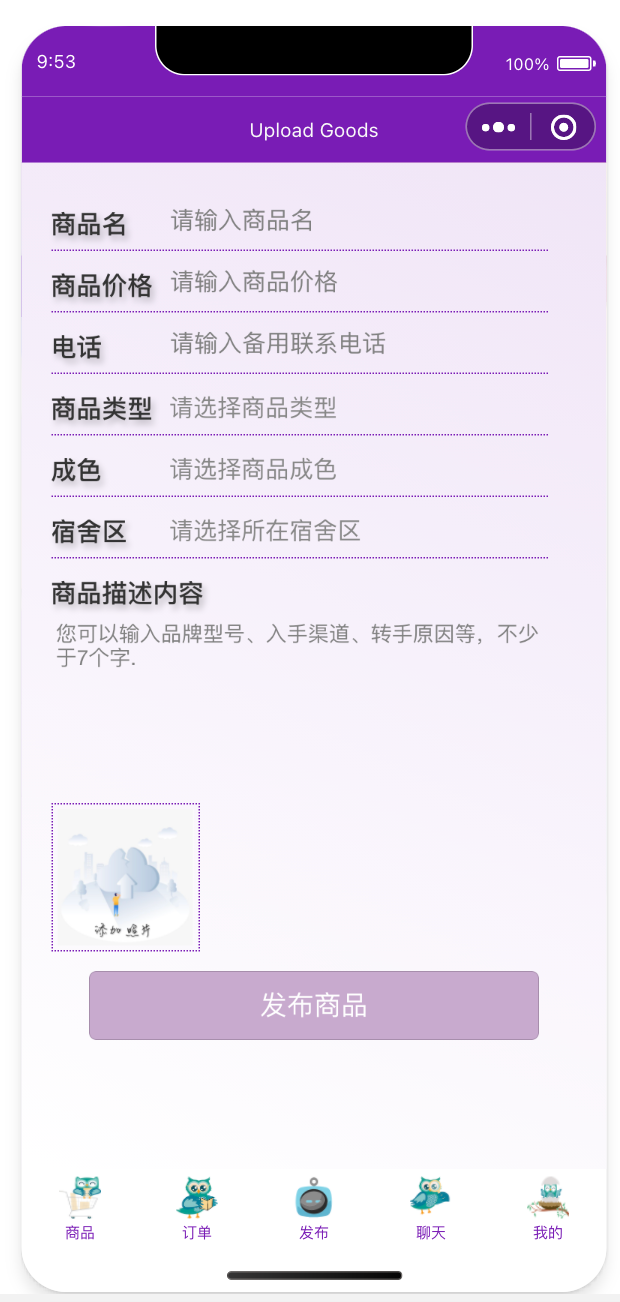 9:53
100%
Upload Goods
商品名 请输入商品名
商品价格 请输入商品价格
电话 请输入备用联系电话
商品类型 请选择商品类型
成色 请选择商品成色
宿舍区 请选择所在宿舍区
商品描述内容
您可以输入品牌型号、入手渠道、转手原因等，不少
于7个字.
添加照片
发布商品
商品 订单 发布 聊天 我的